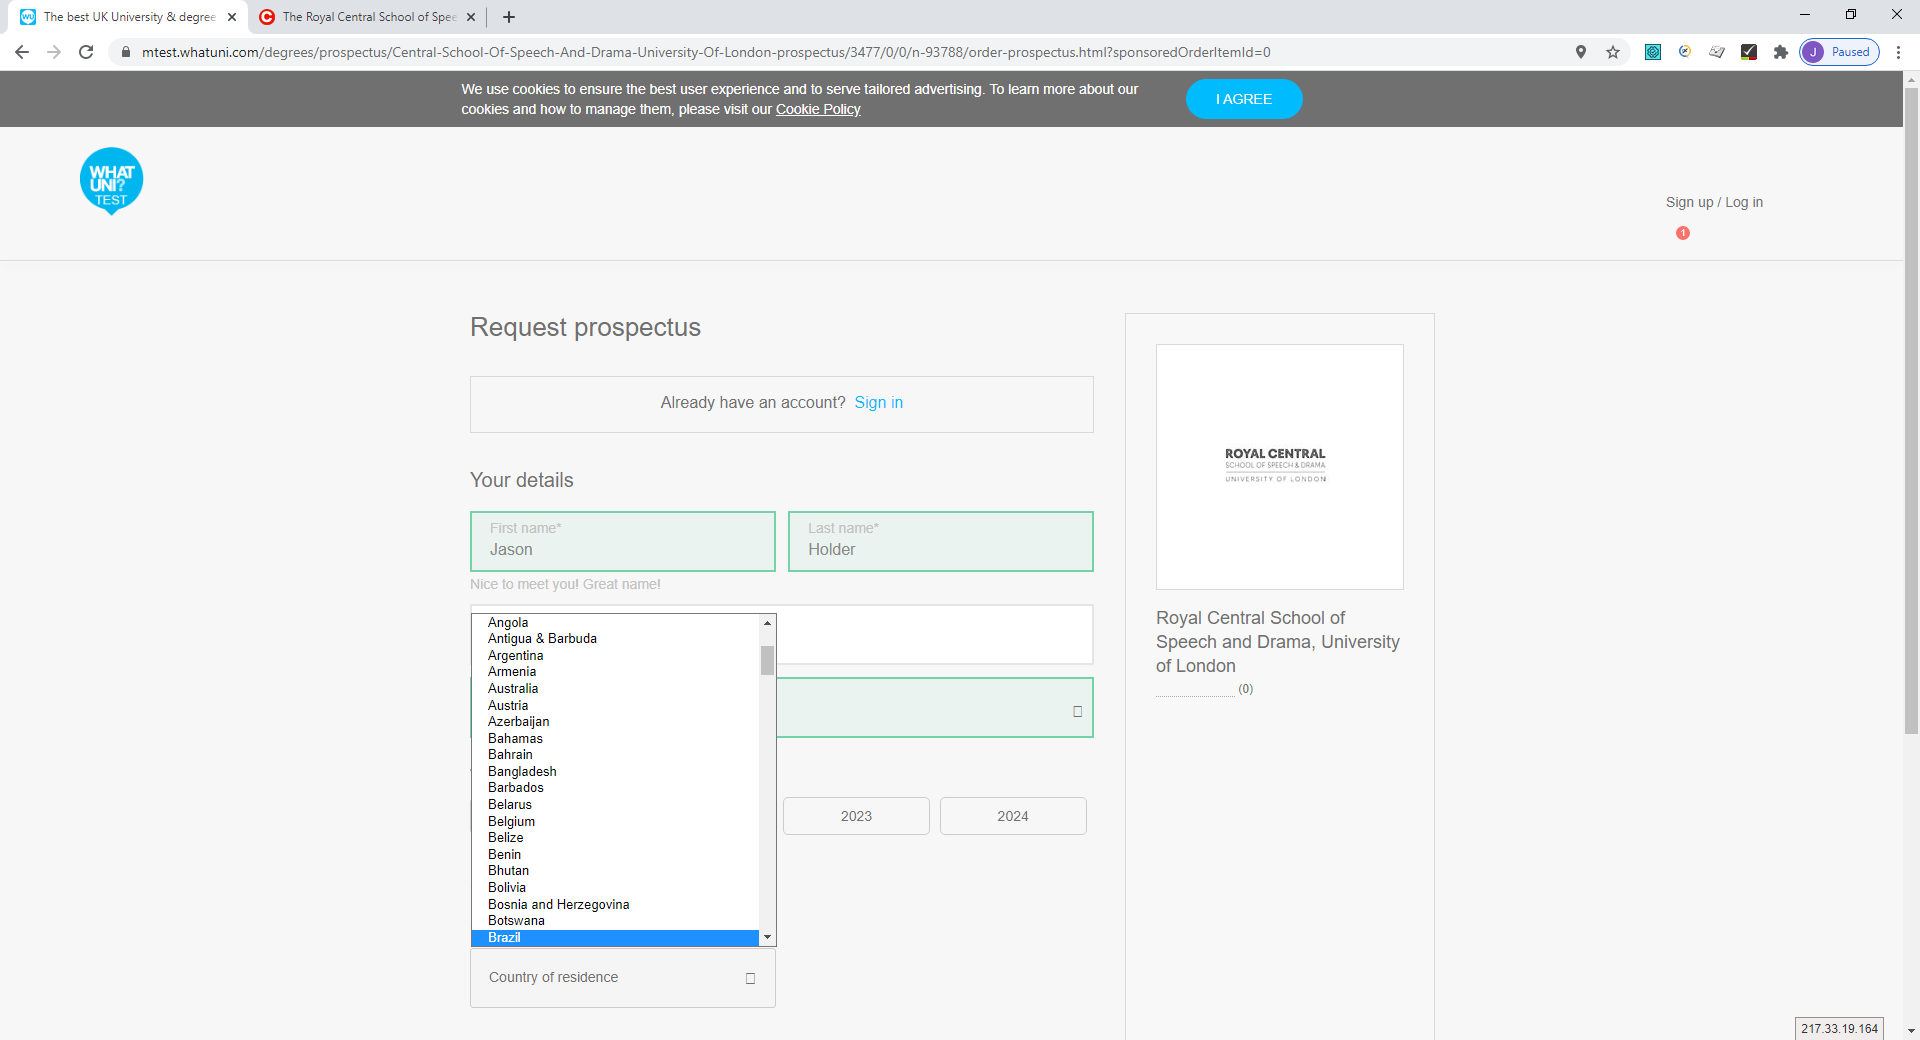 The best UK University & degree
The Royal Central School of Spee
mtest.whatuni.com/degrees/prospectus/Central-School-Of-Speech-And-Drama-University-Of-London-prospectus/3477/0/0/n-93788/order-prospectus.html?sponsoredOrderItemId=0
J Paused
We use cookies to ensure the best user experience and to serve tailored advertising. To learn more about our
cookies and how to manage them, please visit our Cookie Policy
I AGREE
WHAT
UNI?
TEST
Sign up / Log in
1
Request prospectus
Already have an account? Sign in
Your details
First name*
Jason
Last name*
Holder
Nice to meet you! Great name!
Angola
Antigua & Barbuda
Argentina
Armenia
Australia
Austria
Azerbaijan
Bahamas
Bahrain
Bangladesh
Barbados
Belarus
Belgium
Belize
Benin
Bhutan
Bolivia
Bosnia and Herzegovina
Botswana
Brazil
2023
2024
Country of residence
ROYAL CENTRAL
SCHOOL OF SPEECH & DRAMA
UNIVERSITY OF LONDON
Royal Central School of
Speech and Drama, University
of London
(0)
217.33.19.164